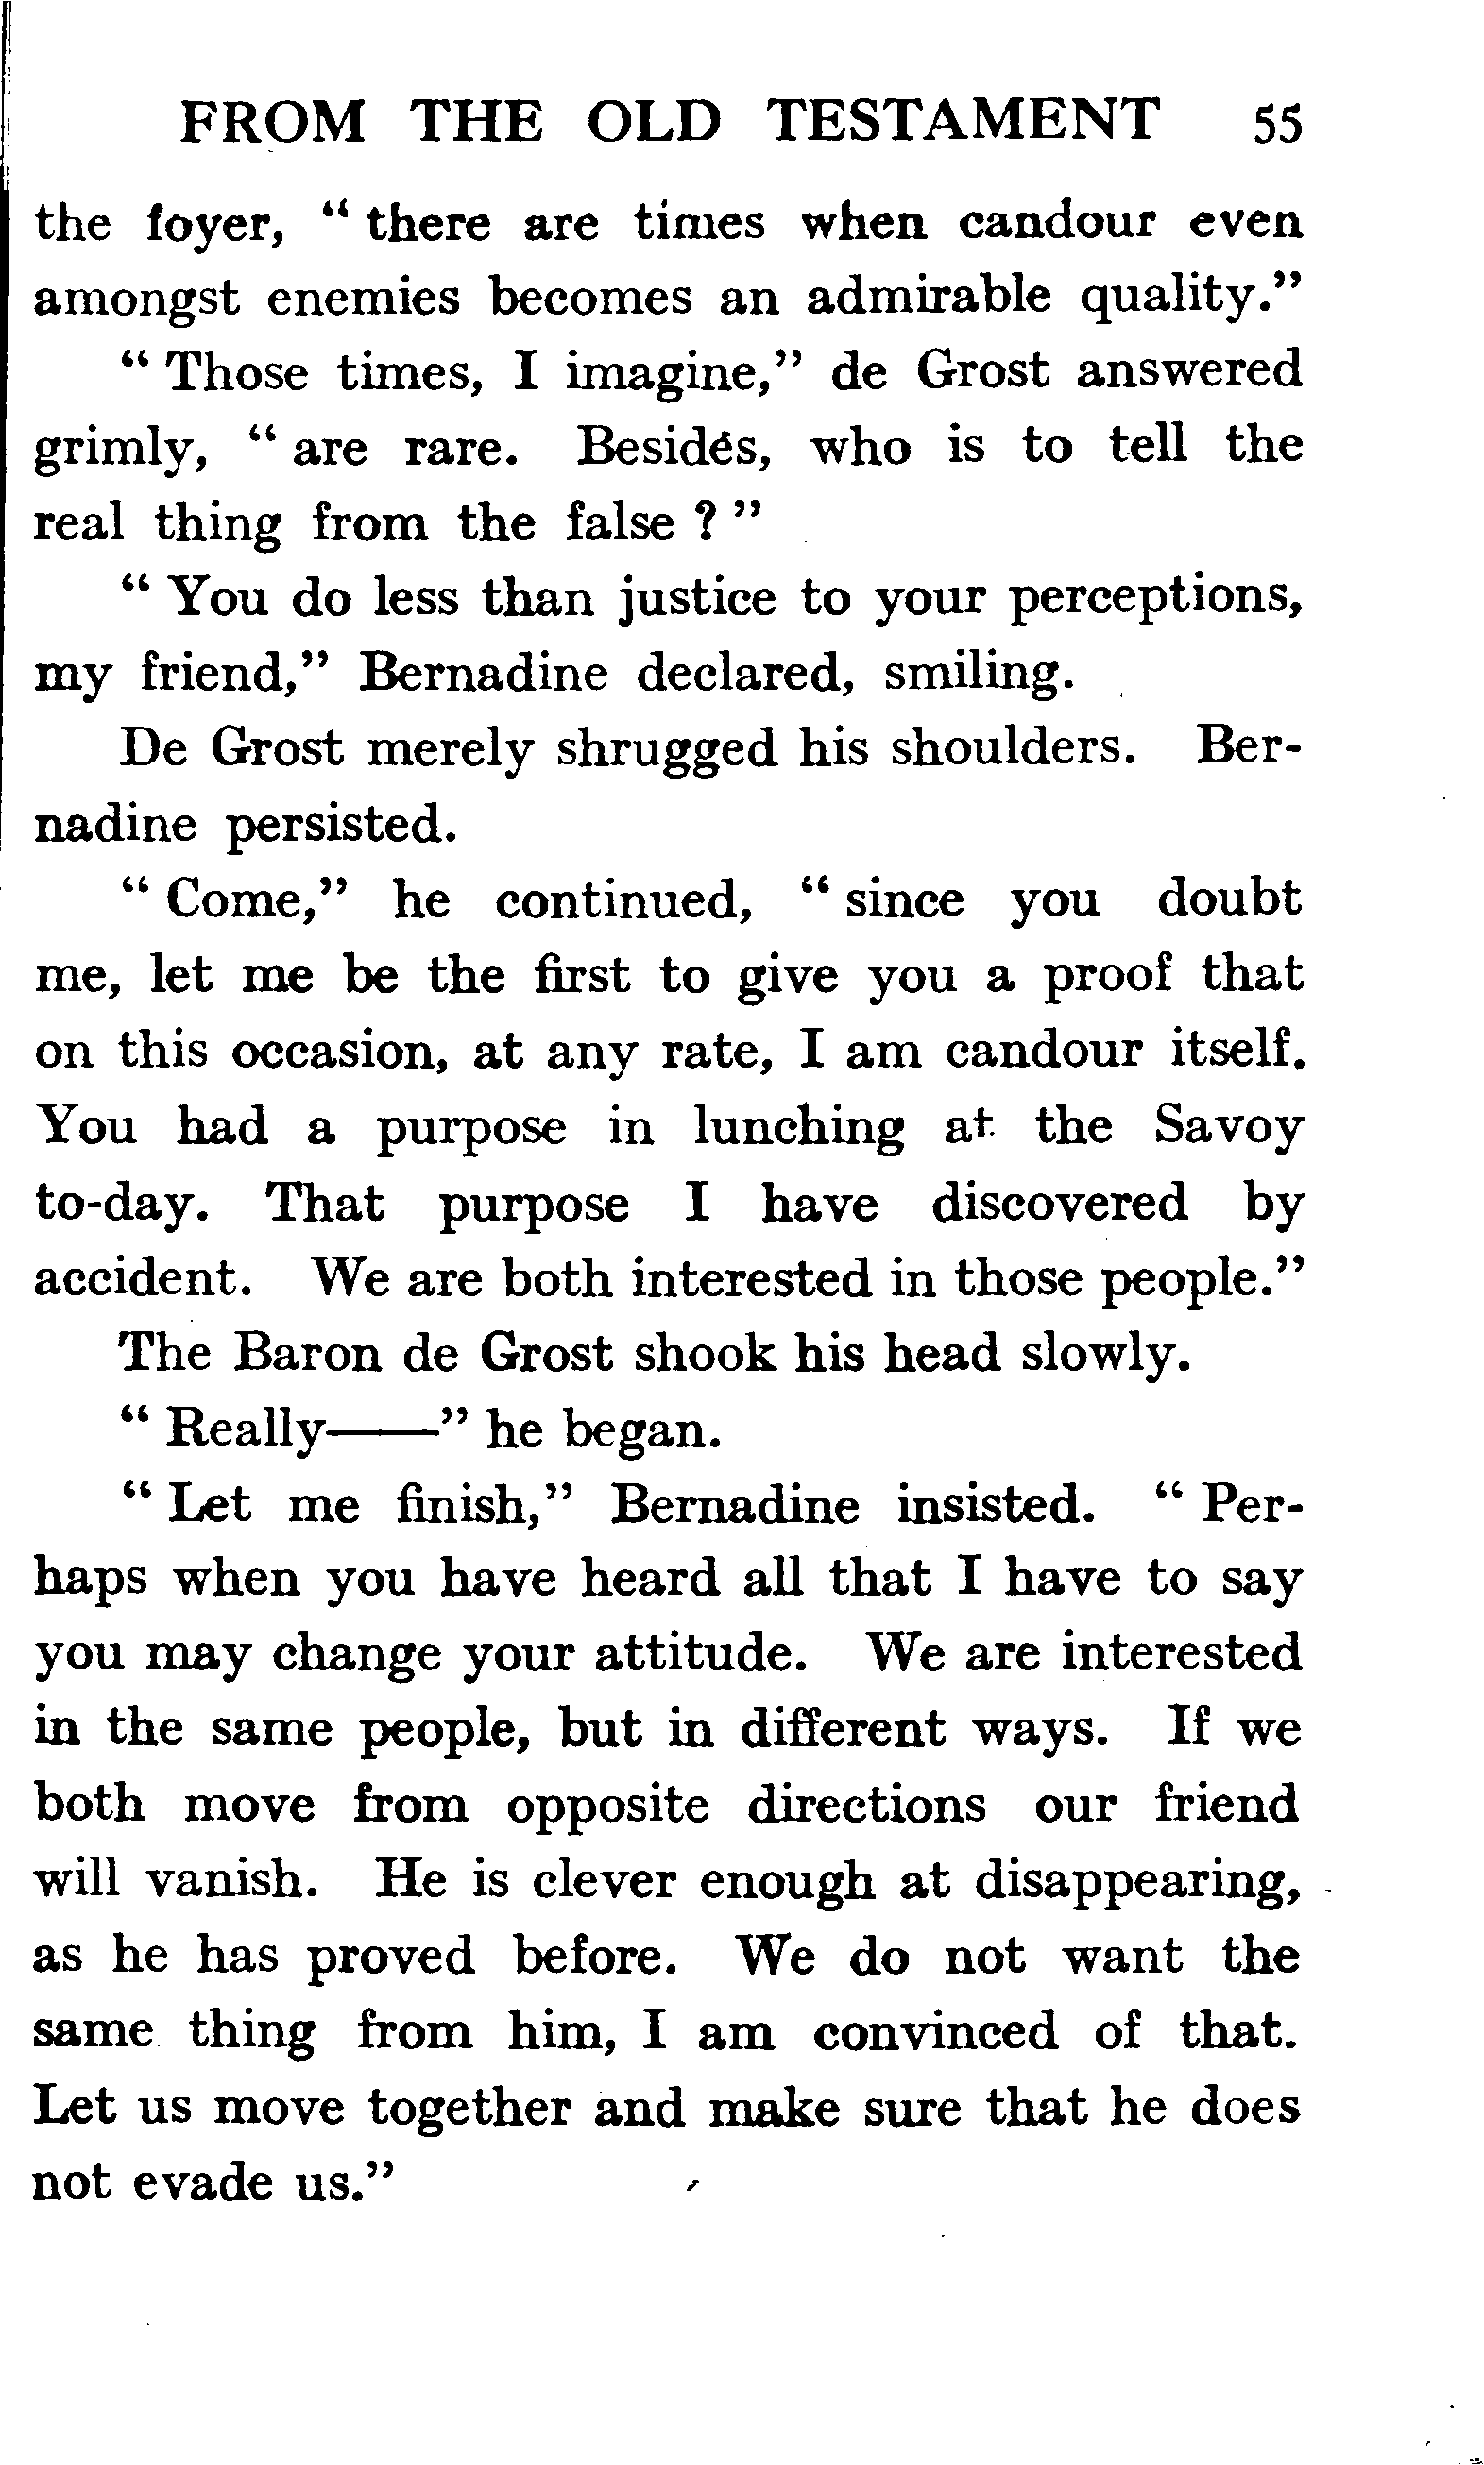 FROM THE OLD TESTAMENT 55
the foyer, “ there are times when candour even
amongst enemies becomes an admirable quality.”
“ Those times, I imagine,” de Grost answered
grimly, “ are rare. Besides, who is to tell the
real thing from the false ? ”
“ You do less than justice to your perceptions,
my friend,” Bernadine declared, smiling.
De Grost merely shrugged his shoulders. Ber-
nadine persisted.
“ Come,” he continued, “ since you doubt
me, let me be the first to give you a proof that
on this occasion, at any rate, I am candour itself.
You had a purpose in lunching at the Savoy
to-day. That purpose I have discovered by
accident. We are both interested in those people.”
The Baron de Grost shook his head slowly.
“ Really——” he began.
“ Let me finish,” Bernadine insisted. “ Per-
haps when you have heard all that I have to say
you may change your attitude. We are interested
in the same people, but in different ways. If we
both move from opposite directions our friend
will vanish. He is clever enough at disappearing,
as he has proved before. We do not want the
same thing from him, I am convinced of that.
Let us move together and make sure that he does
not evade us.”